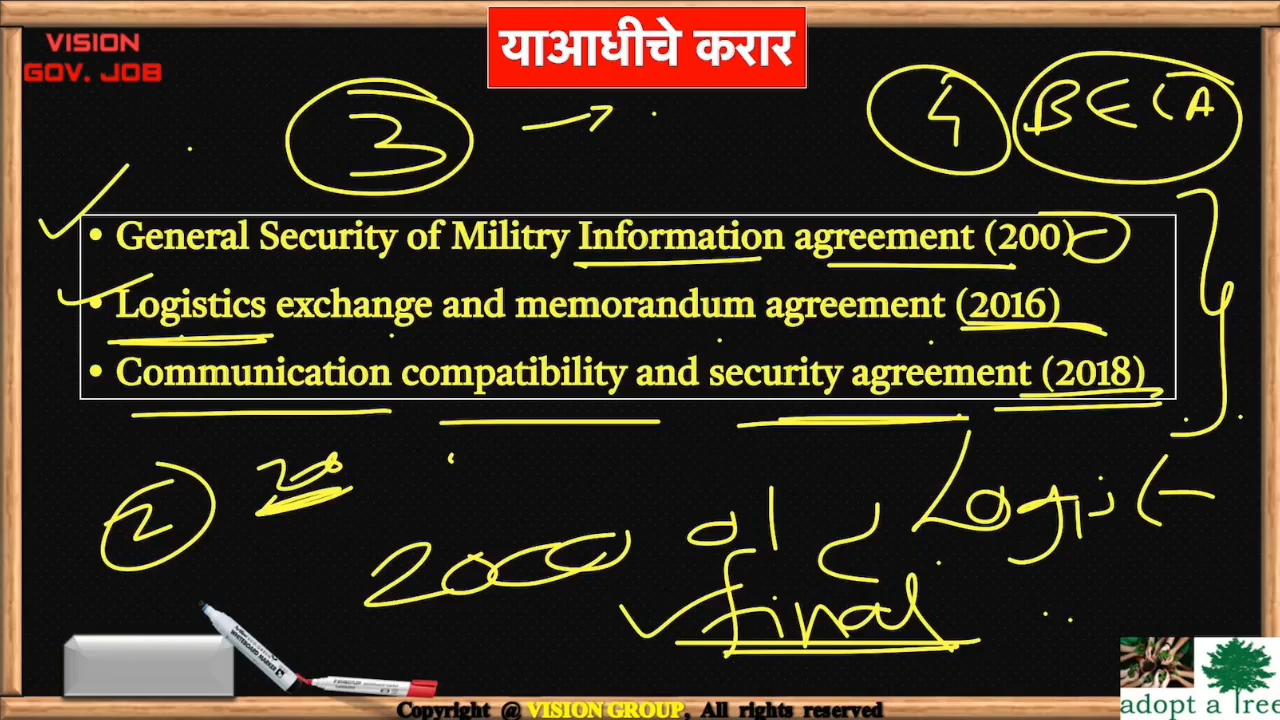 VISION
GOV. JOB
याआधीचे करार
3
4 BECA
• General Security of Militry Information agreement (200)
• Logistics exchange and memorandum agreement (2016)
• Communication compatibility and security agreement (2018)
2
200
2000
Logist
final
Copyright @ VISION GROUP, All rights reserved
adopt a Tree